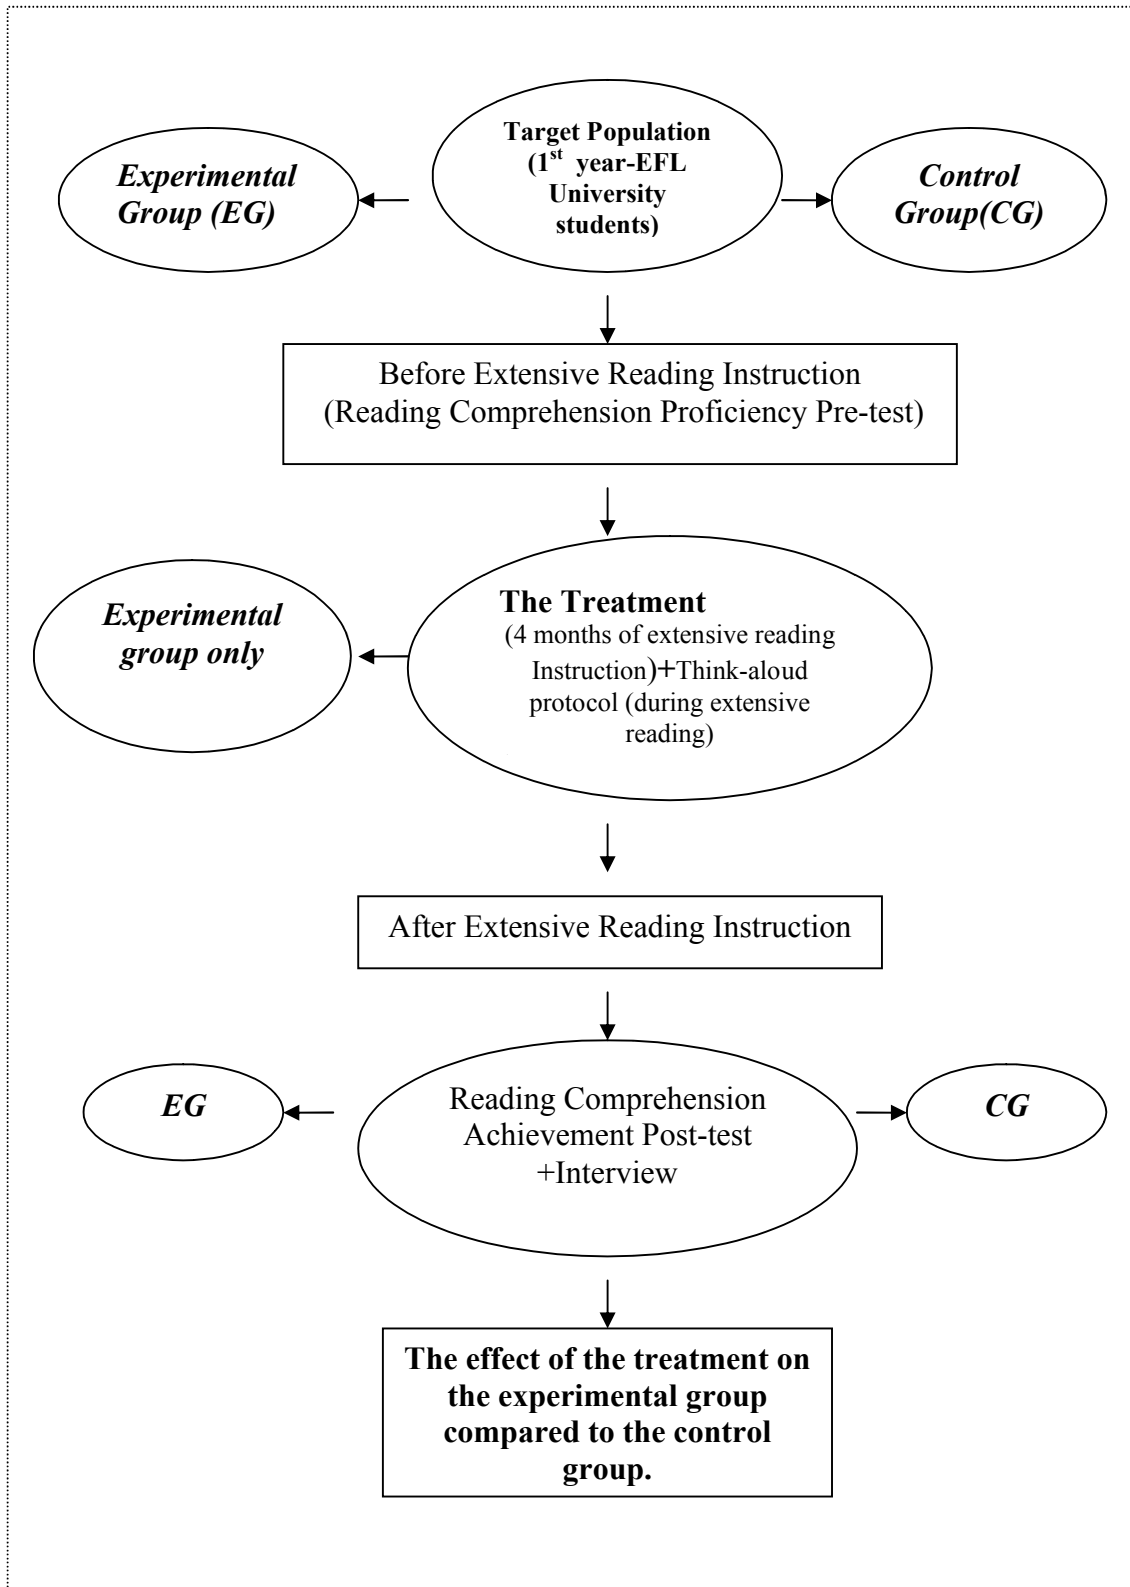 Target Population
(1st year-EFL
University
students)
Experimental
Group (EG)
Control
Group(CG)
Before Extensive Reading Instruction
(Reading Comprehension Proficiency Pre-test)
The Treatment
(4 months of extensive reading
Instruction)+Think-aloud
protocol (during extensive
reading)
Experimental
group only
After Extensive Reading Instruction
EG
Reading Comprehension
Achievement Post-test
+Interview
CG
The effect of the treatment on
the experimental group
compared to the control
group.